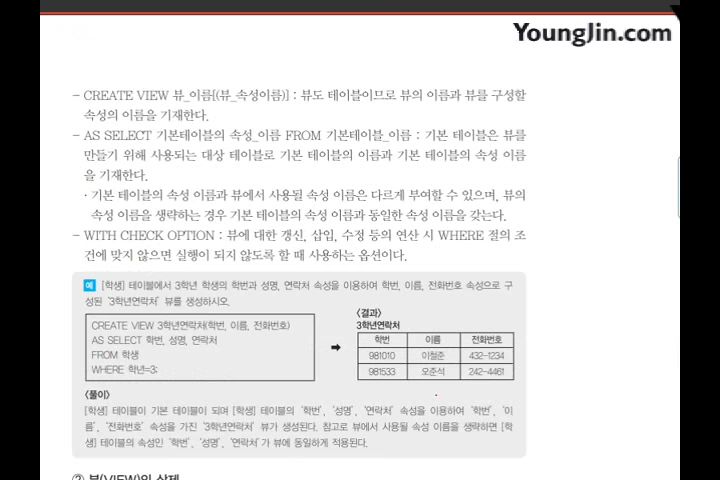 YoungJin.com
- CREATE VIEW 뷰_이름[(뷰_속성이름)] : 뷰도 테이블이므로 뷰의 이름과 뷰를 구성할
속성의 이름을 기재한다.
- AS SELECT 기본테이블의 속성_이름 FROM 기본테이블_이름 : 기본 테이블은 뷰를
만들기 위해 사용되는 대상 테이블로 기본 테이블의 이름과 기본 테이블의 속성 이름
을 기재한다.
· 기본 테이블의 속성 이름과 뷰에서 사용될 속성 이름은 다르게 부여할 수 있으며, 뷰의
속성 이름을 생략하는 경우 기본 테이블의 속성 이름과 동일한 속성 이름을 갖는다.
- WITH CHECK OPTION : 뷰에 대한 갱신, 삽입, 수정 등의 연산 시 WHERE 절의 조
건에 맞지 않으면 실행이 되지 않도록 할 때 사용하는 옵션이다.
예 [학생] 테이블에서 3학년 학생의 학번과 성명, 연락처 속성을 이용하여 학번, 이름, 전화번호 속성으로 구
성된 '3학년연락처' 뷰를 생성하시오.
CREATE VIEW 3학년연락처(학번, 이름, 전화번호)
AS SELECT 학번, 성명, 연락처
FROM 학생
WHERE 학년=3;
➡
〈결과〉
3학년연락처
학번 이름 전화번호
981010 이철준 432-1234
981533 오준석 242-4461
〈풀이〉
[학생] 테이블이 기본 테이블이 되며 [학생] 테이블의 '학번', '성명', '연락처' 속성을 이용하여 '학번', '이
름', '전화번호' 속성을 가진 '3학년연락처' 뷰가 생성된다. 참고로 뷰에서 사용될 속성 이름을 생략하면 [학
생] 테이블의 속성인 '학번', '성명', '연락처'가 뷰에 동일하게 적용된다.
② 뷰(VIEW)의 삭제